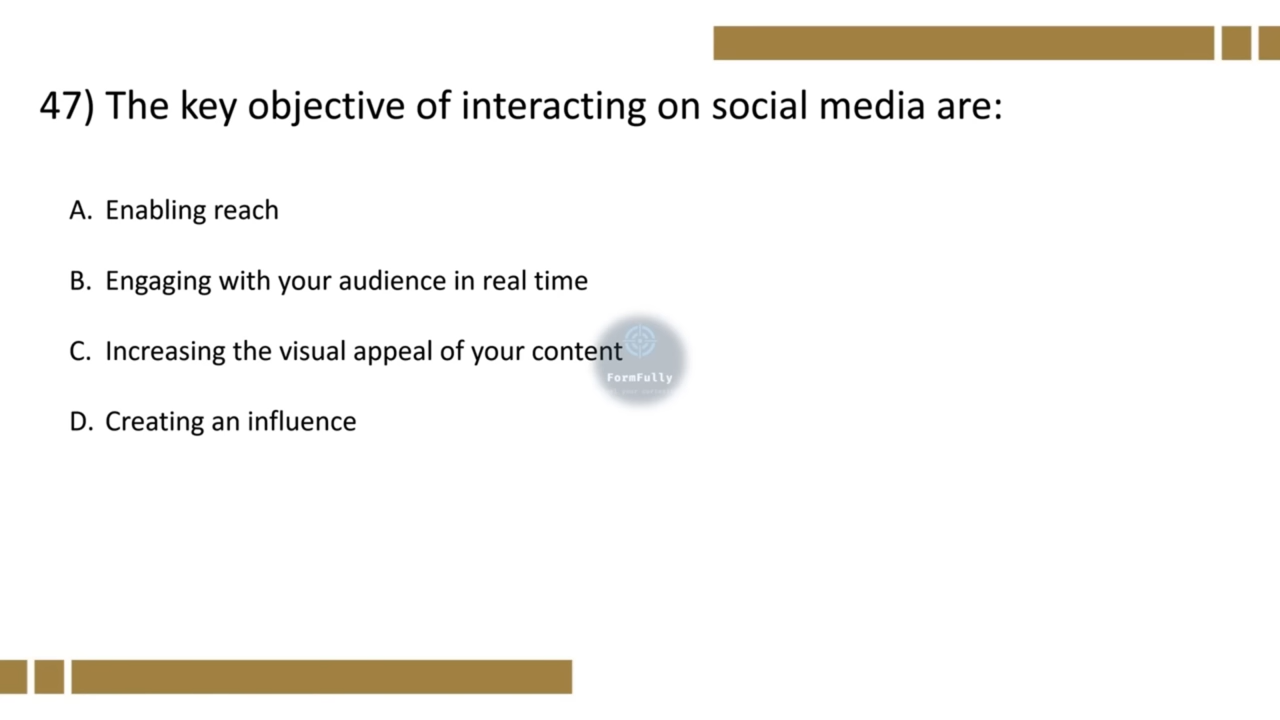 47) The key objective of interacting on social media are:
A. Enabling reach
B. Engaging with your audience in real time
C. Increasing the visual appeal of your content
D. Creating an influence
FormFully